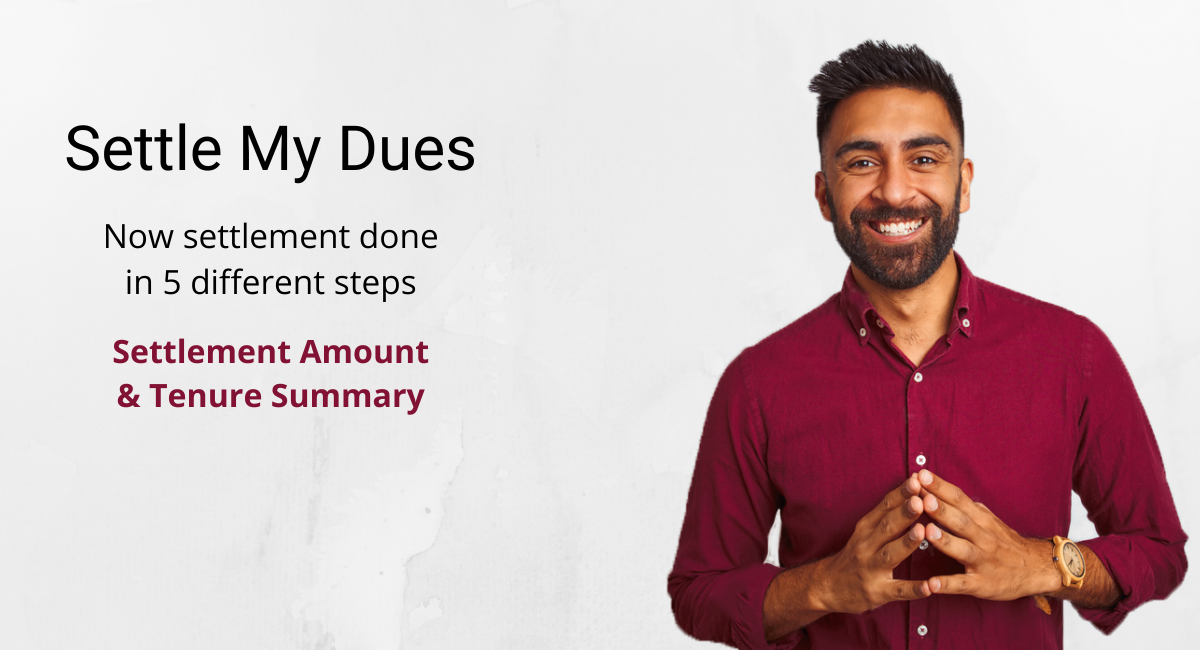 Settle My Dues
Now settlement done
in 5 different steps
Settlement Amount
& Tenure Summary